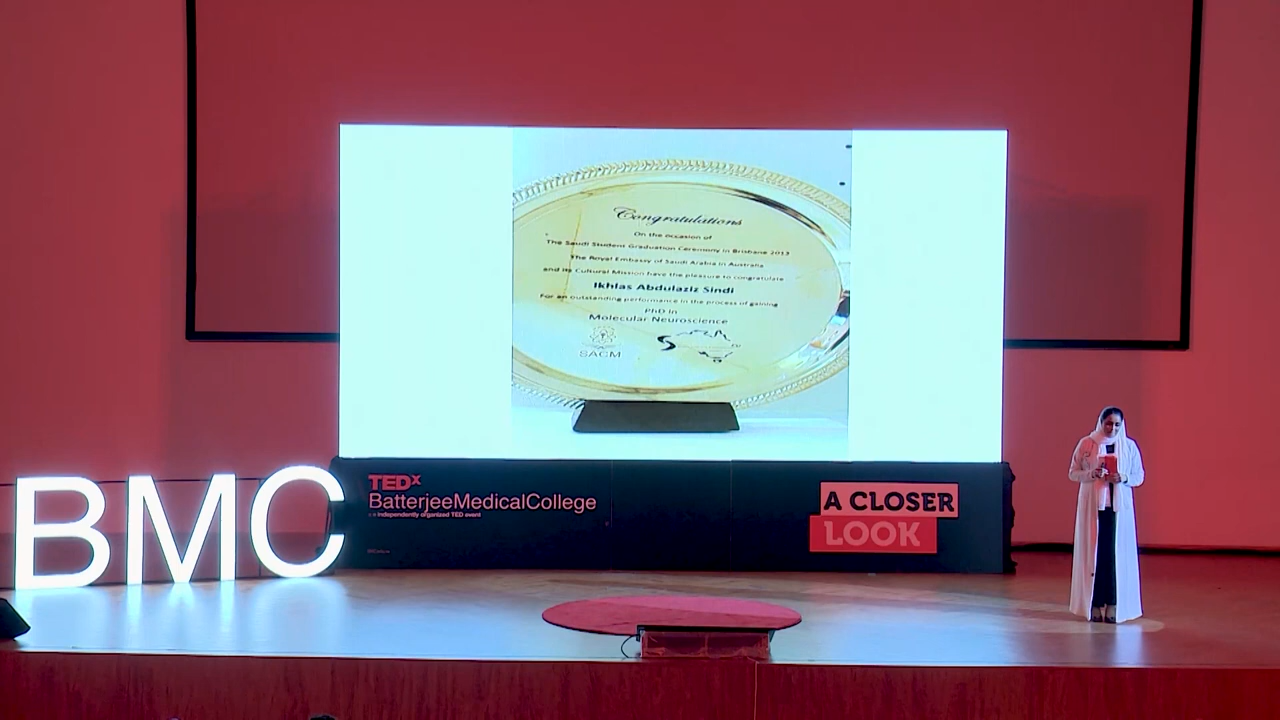 Congratulations
On the occasion of
The Saudi Student Graduation Ceremony in Brisbane 2013
The Royal Embassy of Saudi Arabia in Australia
and its Cultural Mission have the pleasure to congratulate
Ikhlas Abdulaziz Sindi
For an outstanding performance in the process of gaining
PhD in
Molecular Neuroscience
SACM
BMC
TEDx
BatterjeeMedicalCollege
independently organized TED event
A CLOSER
LOOK